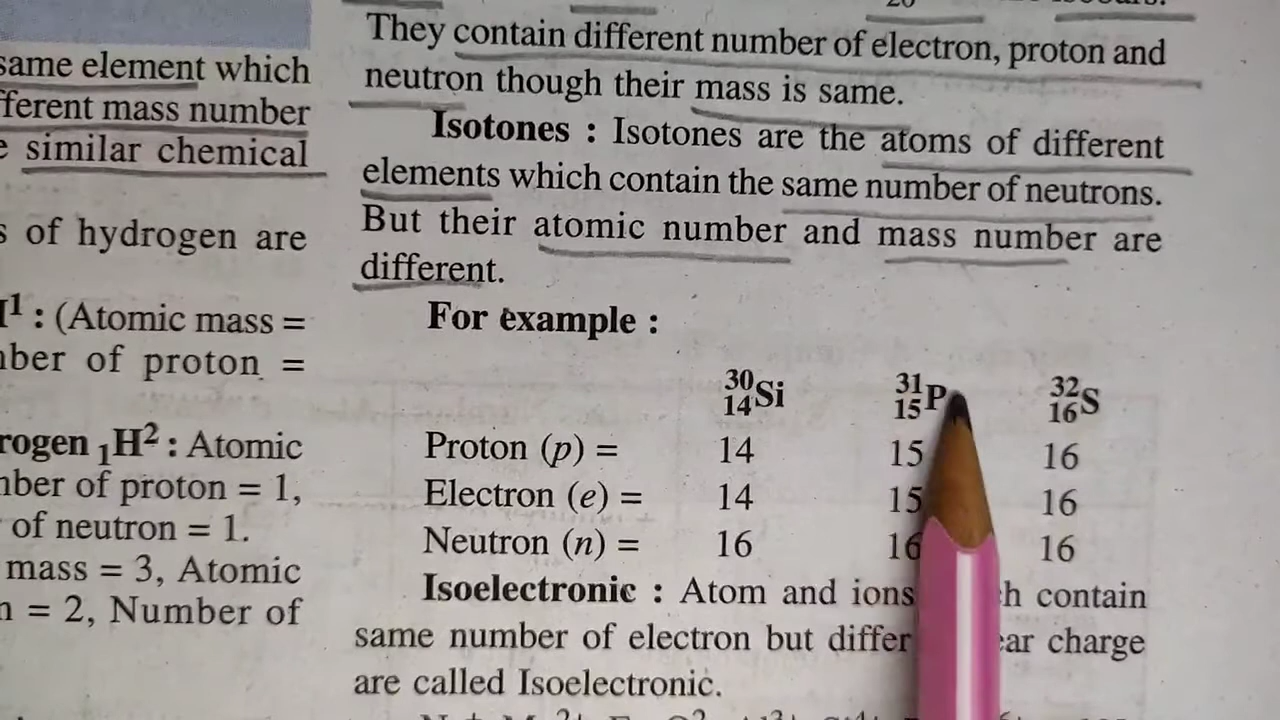 same element which
fferent mass number
similar chemical
s of hydrogen are
H¹ : (Atomic mass =
ber of proton =
rogen ₁H² : Atomic
ber of proton = 1,
of neutron = 1.
mass = 3, Atomic
n = 2, Number of
They contain different number of electron, proton and
neutron though their mass is same.
Isotones : Isotones are the atoms of different
elements which contain the same number of neutrons.
But their atomic number and mass number are
different.
For example :
³⁰₁₄Si ³¹₁₅P ³²₁₆S
Proton (p) = 14 15 16
Electron (e) = 14 15 16
Neutron (n) = 16 16 16
Isoelectronic : Atom and ions h contain
same number of electron but differ ear charge
are called Isoelectronic.